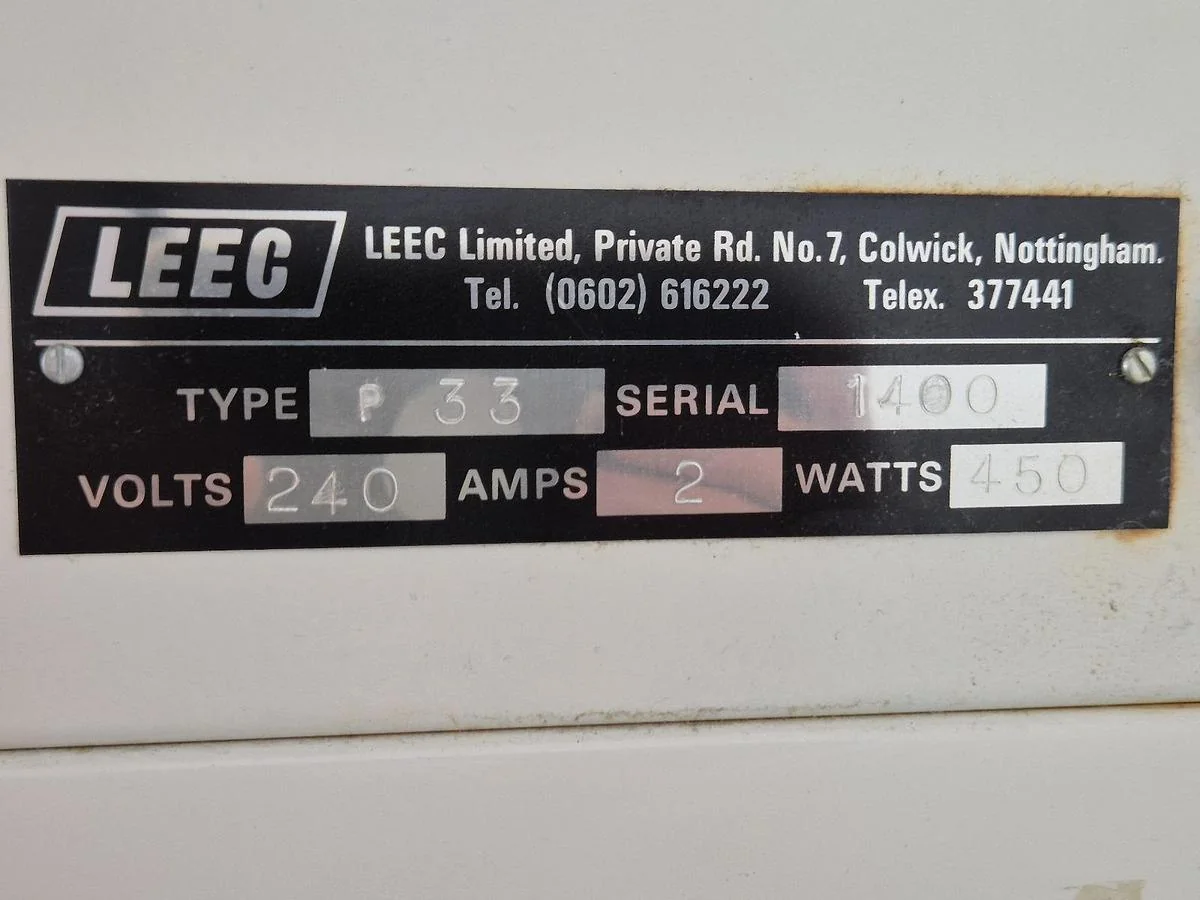 LEEC
LEEC Limited, Private Rd. No.7, Colwick, Nottingham.
Tel. (0602) 616222 Telex. 377441
TYPE P 33 SERIAL 1400
VOLTS 240 AMPS 2 WATTS 450